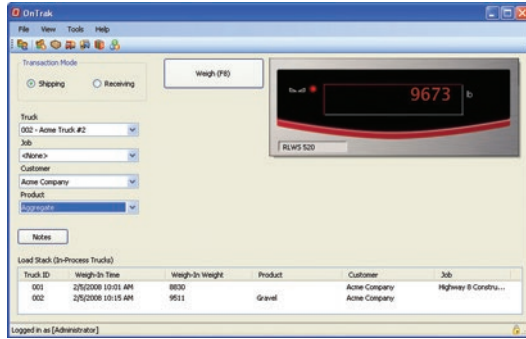 OnTrak
File View Tools Help
Transaction Mode
Shipping Receiving
Weigh (F8)
9673 lb
RLWS 520
Truck
002 - Acme Truck #2
Job
<None>
Customer
Acme Company
Product
Aggregate
Notes
Load Stack (In-Process Trucks)
Truck ID Weigh-In Time Weigh-In Weight Product Customer Job
001 2/5/2008 10:01 AM 8830 Acme Company Highway 8 Constru...
002 2/5/2008 10:15 AM 9511 Gravel Acme Company
Logged in as [Administrator]